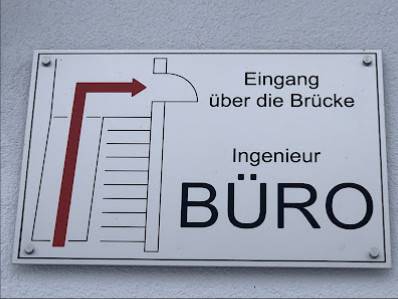 Eingang
über die Brücke
Ingenieur
BÜRO